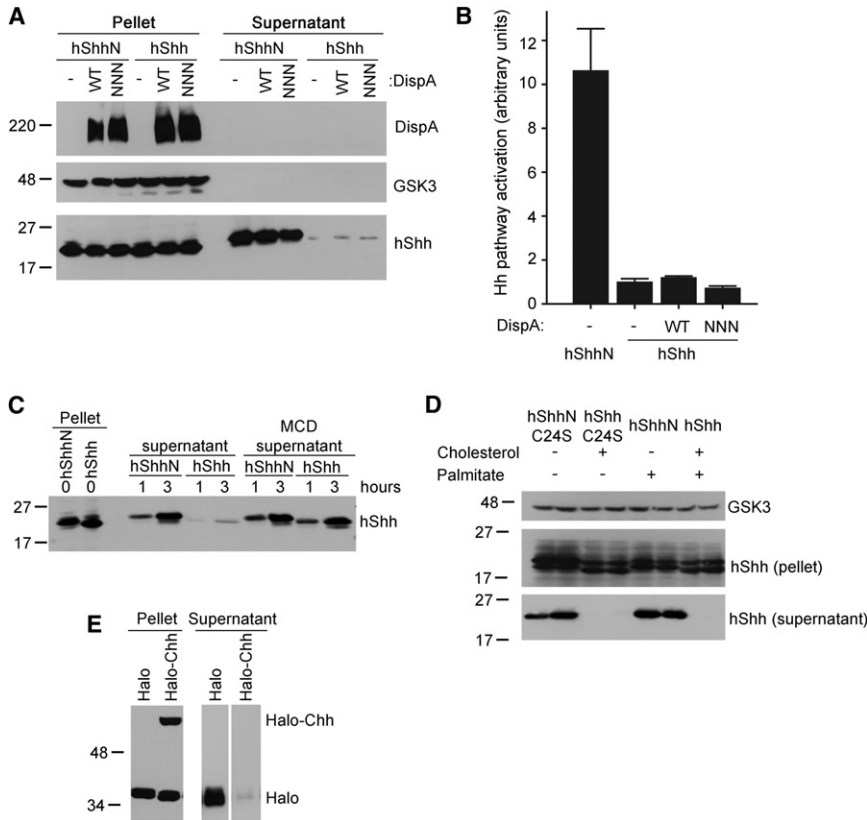 A
Pellet Supernatant
hShhN hShh hShhN hShh
- WT NNN - WT NNN - WT NNN - WT NNN :DispA
220 DispA
48 GSK3
27 hShh
17
B
Hh pathway activation (arbitrary units)
12
10
8
6
4
2
0
DispA: - - WT NNN
hShhN hShh
C
Pellet
hShhN hShh
0 0
supernatant
hShhN hShh
1 3 1 3
MCD
supernatant
hShhN hShh
1 3 1 3 hours
27
17
hShh
D
hShhN C24S hShh C24S hShhN hShh
Cholesterol - + - +
Palmitate - - + +
48 GSK3
27
17 hShh (pellet)
27
17 hShh (supernatant)
E
Pellet Supernatant
Halo Halo-Chh Halo Halo-Chh
Halo-Chh
48
34 Halo